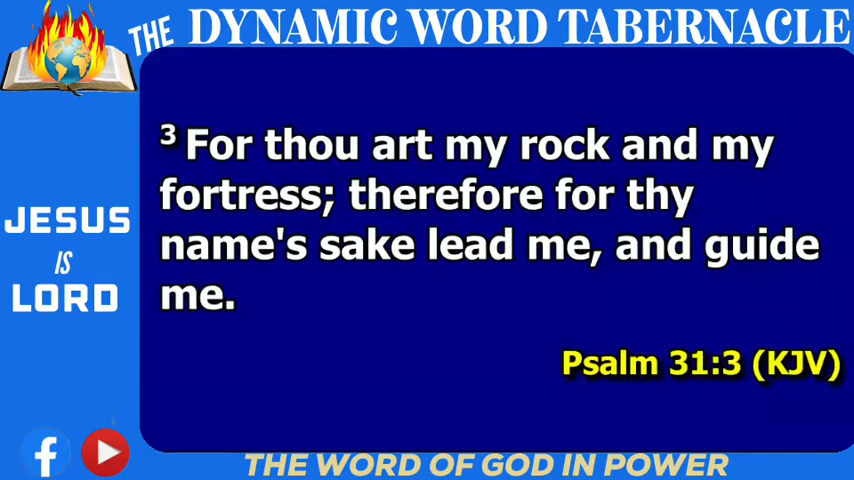 THE DYNAMIC WORD TABERNACLE
3 For thou art my rock and my
fortress; therefore for thy
name's sake lead me, and guide
me.
Psalm 31:3 (KJV)
JESUS
IS
LORD
f
THE WORD OF GOD IN POWER